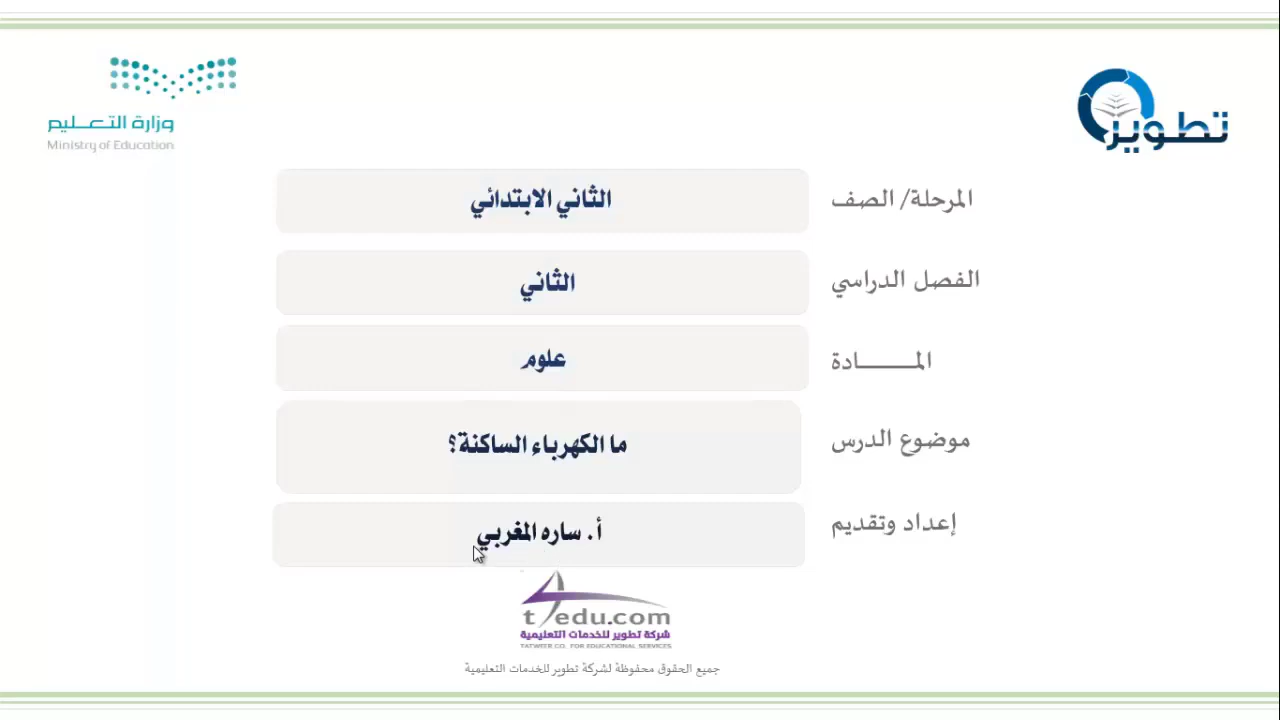 وزارة التعـــليم
Ministry of Education
تطوير
المرحلة/ الصف
الثاني الابتدائي
الفصل الدراسي
الثاني
المـــــــادة
علوم
موضوع الدرس
ما الكهرباء الساكنة؟
إعداد وتقديم
أ. ساره المغربي
t4edu.com
شركة تطوير للخدمات التعليمية
TATWEER CO. FOR EDUCATIONAL SERVICES
جميع الحقوق محفوظة لشركة تطوير للخدمات التعليمية